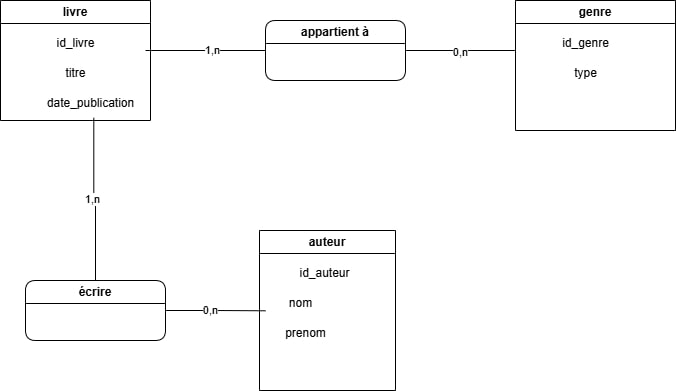 livre
id_livre
titre
date_publication
1,n
appartient à
0,n
genre
id_genre
type
1,n
écrire
0,n
auteur
id_auteur
nom
prenom